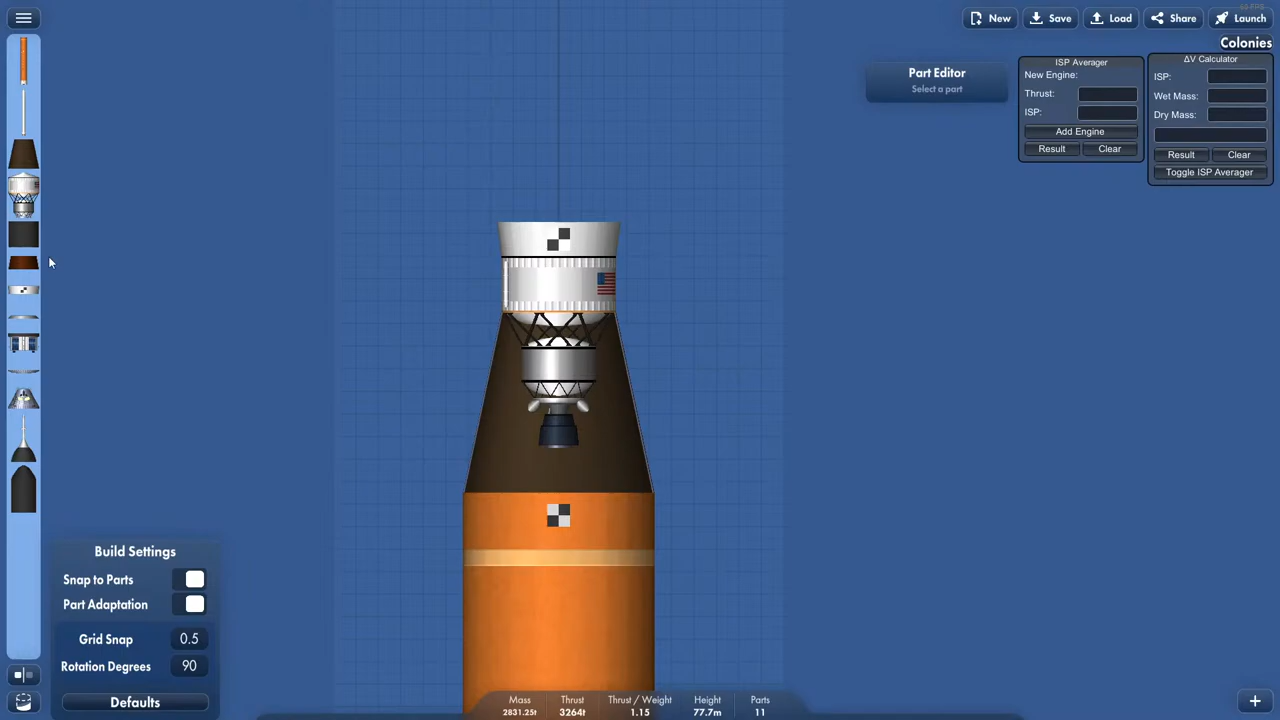 60 FPS
New
Save
Load
Share
Launch
Colonies
Part Editor
Select a part
ISP Averager
New Engine:
Thrust:
ISP:
Add Engine
Result
Clear
ΔV Calculator
ISP:
Wet Mass:
Dry Mass:
Result
Clear
Toggle ISP Averager
Build Settings
Snap to Parts
Part Adaptation
Grid Snap
0.5
Rotation Degrees
90
Defaults
Mass
2831.25t
Thrust
3264t
Thrust / Weight
1.15
Height
77.7m
Parts
11